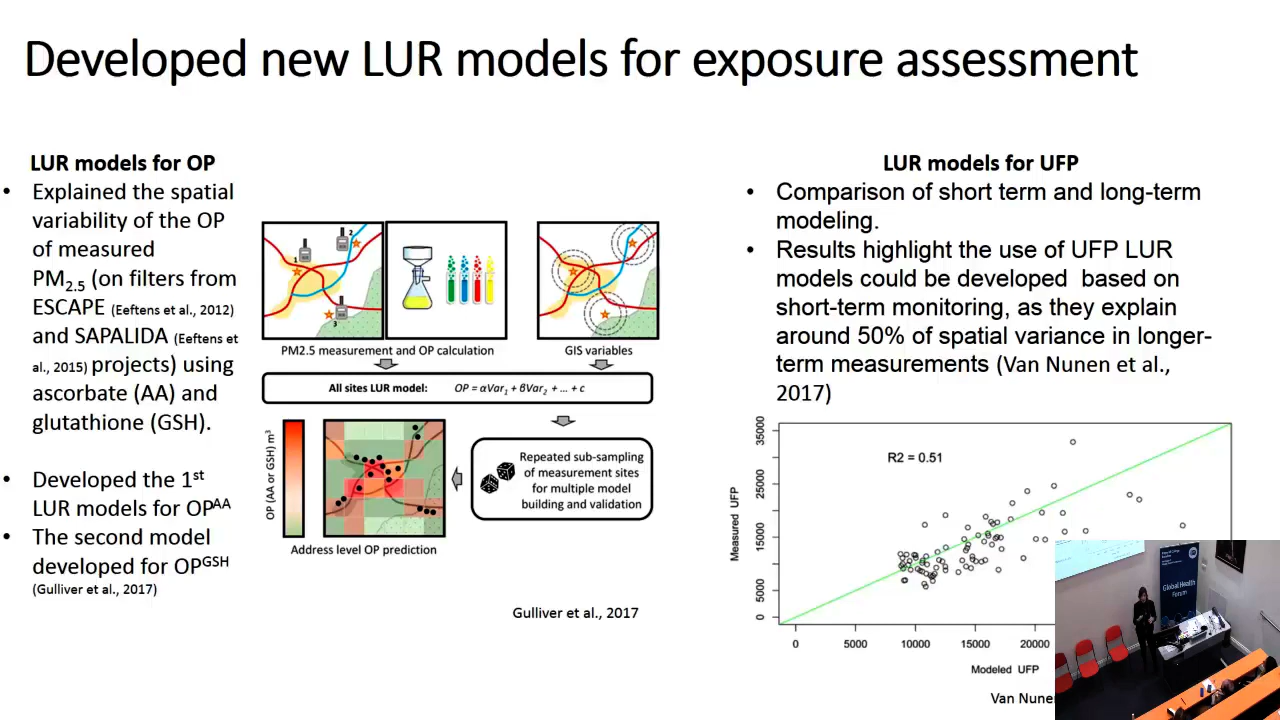 Developed new LUR models for exposure assessment
LUR models for OP
• Explained the spatial
variability of the OP
of measured
PM2.5 (on filters from
ESCAPE (Eeftens et al., 2012)
and SAPALIDA (Eeftens et
al., 2015) projects) using
ascorbate (AA) and
glutathione (GSH).
• Developed the 1st
LUR models for OPAA
• The second model
developed for OPGSH
(Gulliver et al., 2017)
1
2
3
PM2.5 measurement and OP calculation
GIS variables
All sites LUR model: OP = αVar1 + βVar2 + ... + c
OP (AA or GSH) m3
Repeated sub-sampling
of measurement sites
for multiple model
building and validation
Address level OP prediction
Gulliver et al., 2017
LUR models for UFP
• Comparison of short term and long-term
modeling.
• Results highlight the use of UFP LUR
models could be developed based on
short-term monitoring, as they explain
around 50% of spatial variance in longer-
term measurements (Van Nunen et al.,
2017)
R2 = 0.51
Measured UFP
35000
25000
15000
5000
0
0 5000 10000 15000 20000
Modeled UFP
Van Nunen
Global Health
Forum